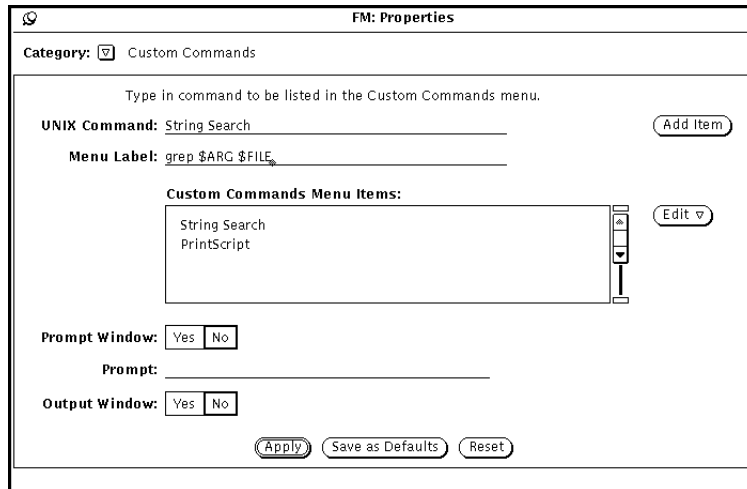 FM: Properties
Category: Custom Commands
Type in command to be listed in the Custom Commands menu.
UNIX Command: String Search
Add Item
Menu Label: grep $ARG $FILE
Custom Commands Menu Items:
Edit
String Search
PrintScript
Prompt Window: Yes No
Prompt:
Output Window: Yes No
Apply Save as Defaults Reset